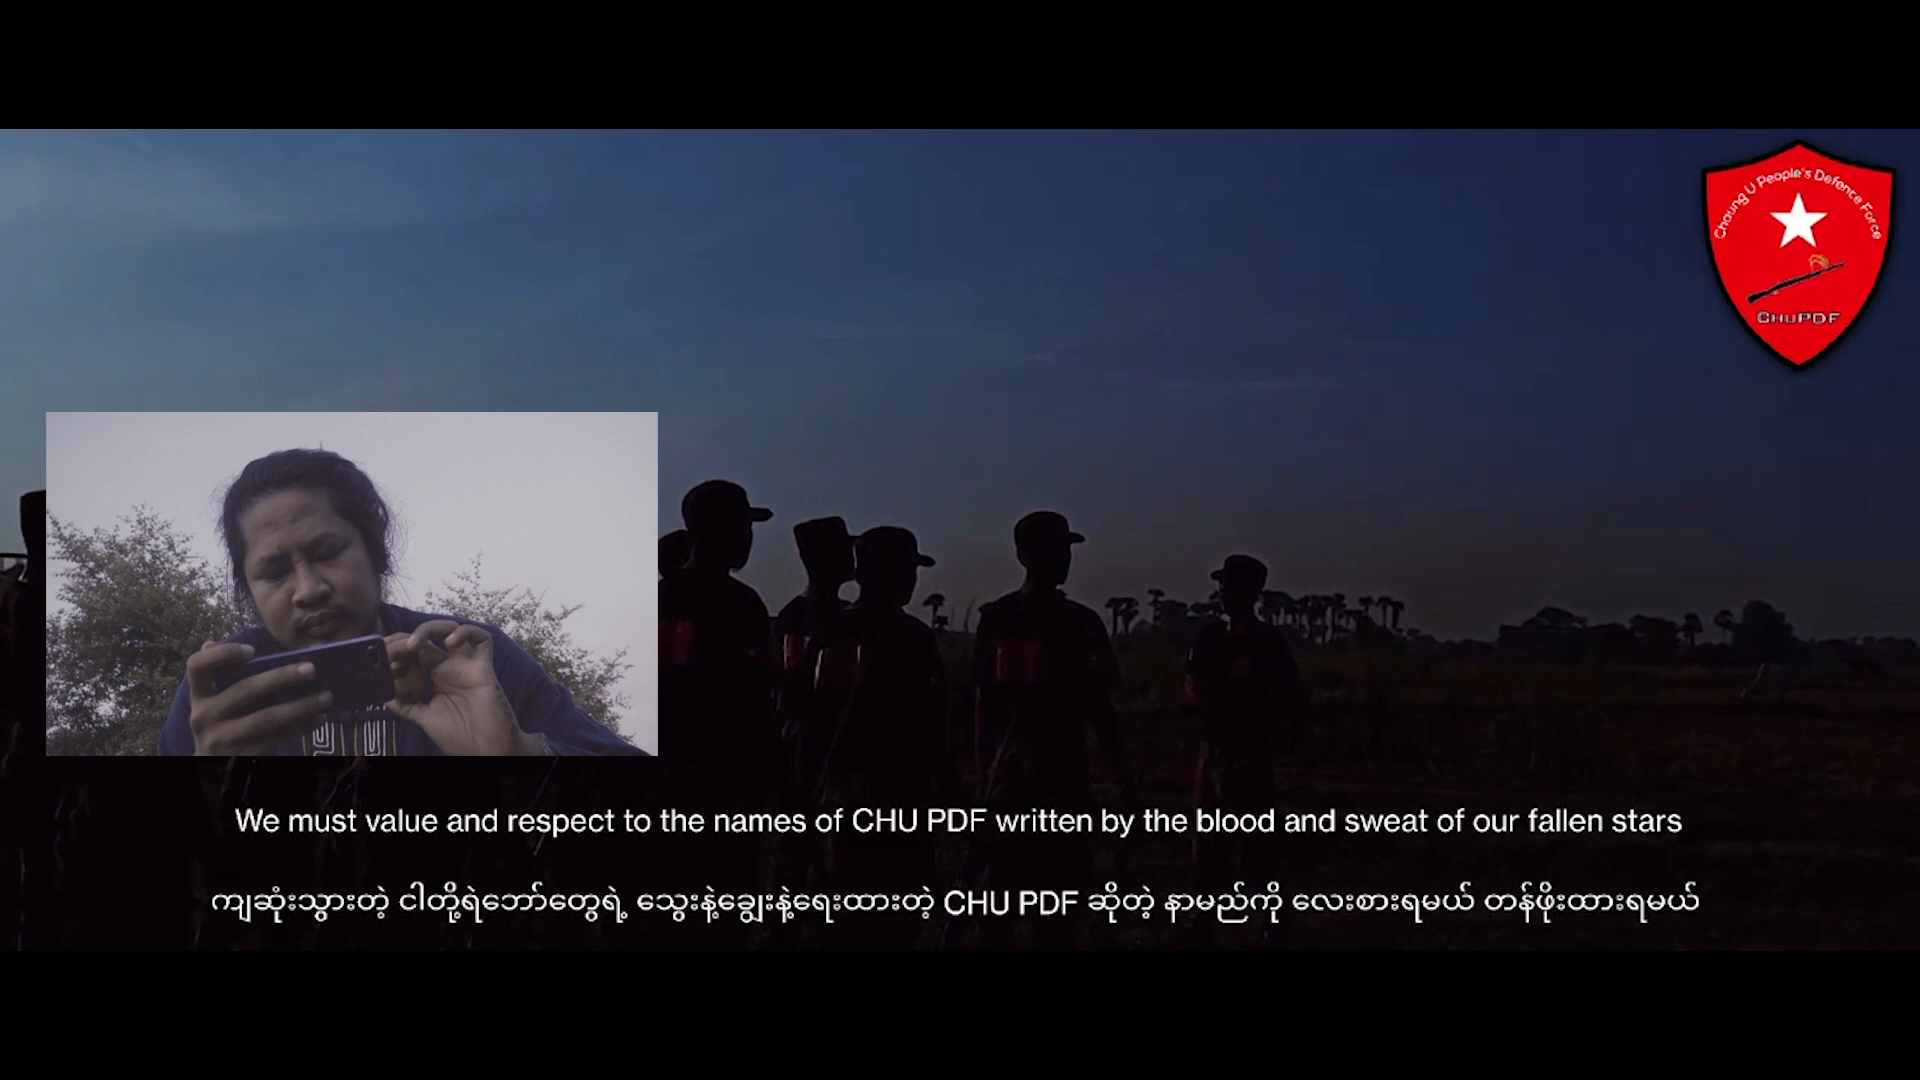 Chaung U People's Defence Force
CHUPDF
We must value and respect to the names of CHU PDF written by the blood and sweat of our fallen stars
ကျဆုံးသွားတဲ့ ငါတို့ရဲဘော်တွေရဲ့ သွေးနဲ့ချွေးနဲ့ရေးထားတဲ့ CHU PDF ဆိုတဲ့ နာမည်ကို လေးစားရမယ် တန်ဖိုးထားရမယ်